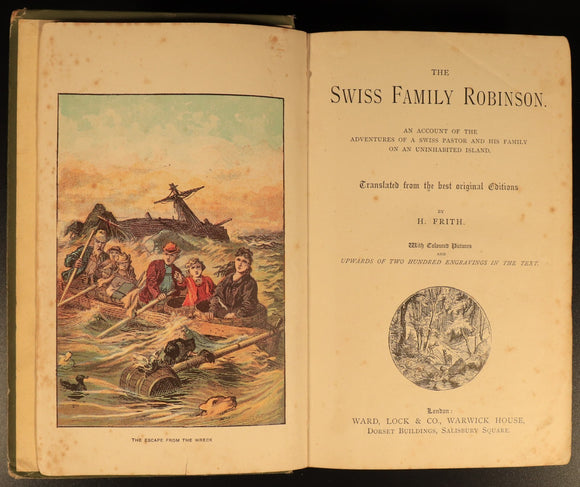 THE ESCAPE FROM THE WRECK
THE
SWISS FAMILY ROBINSON.
AN ACCOUNT OF THE
ADVENTURES OF A SWISS PASTOR AND HIS FAMILY
ON AN UNINHABITED ISLAND.
Translated from the best original Editions
BY
H. FRITH.
With Coloured Pictures
AND
UPWARDS OF TWO HUNDRED ENGRAVINGS IN THE TEXT.
London:
WARD, LOCK & CO., WARWICK HOUSE,
DORSET BUILDINGS, SALISBURY SQUARE.